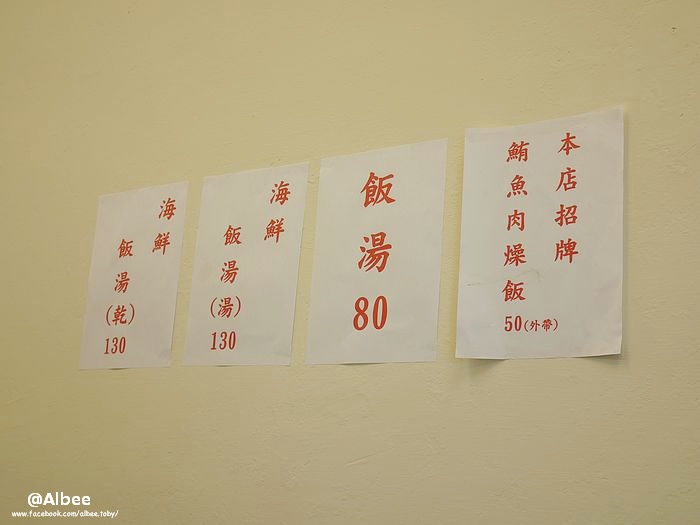 本店招牌
鮪魚肉燥飯
50(外帶)
飯湯
80
海鮮
飯湯(湯)
130
海鮮
飯湯(乾)
130
@Albee
www.facebook.com/albee.toby/